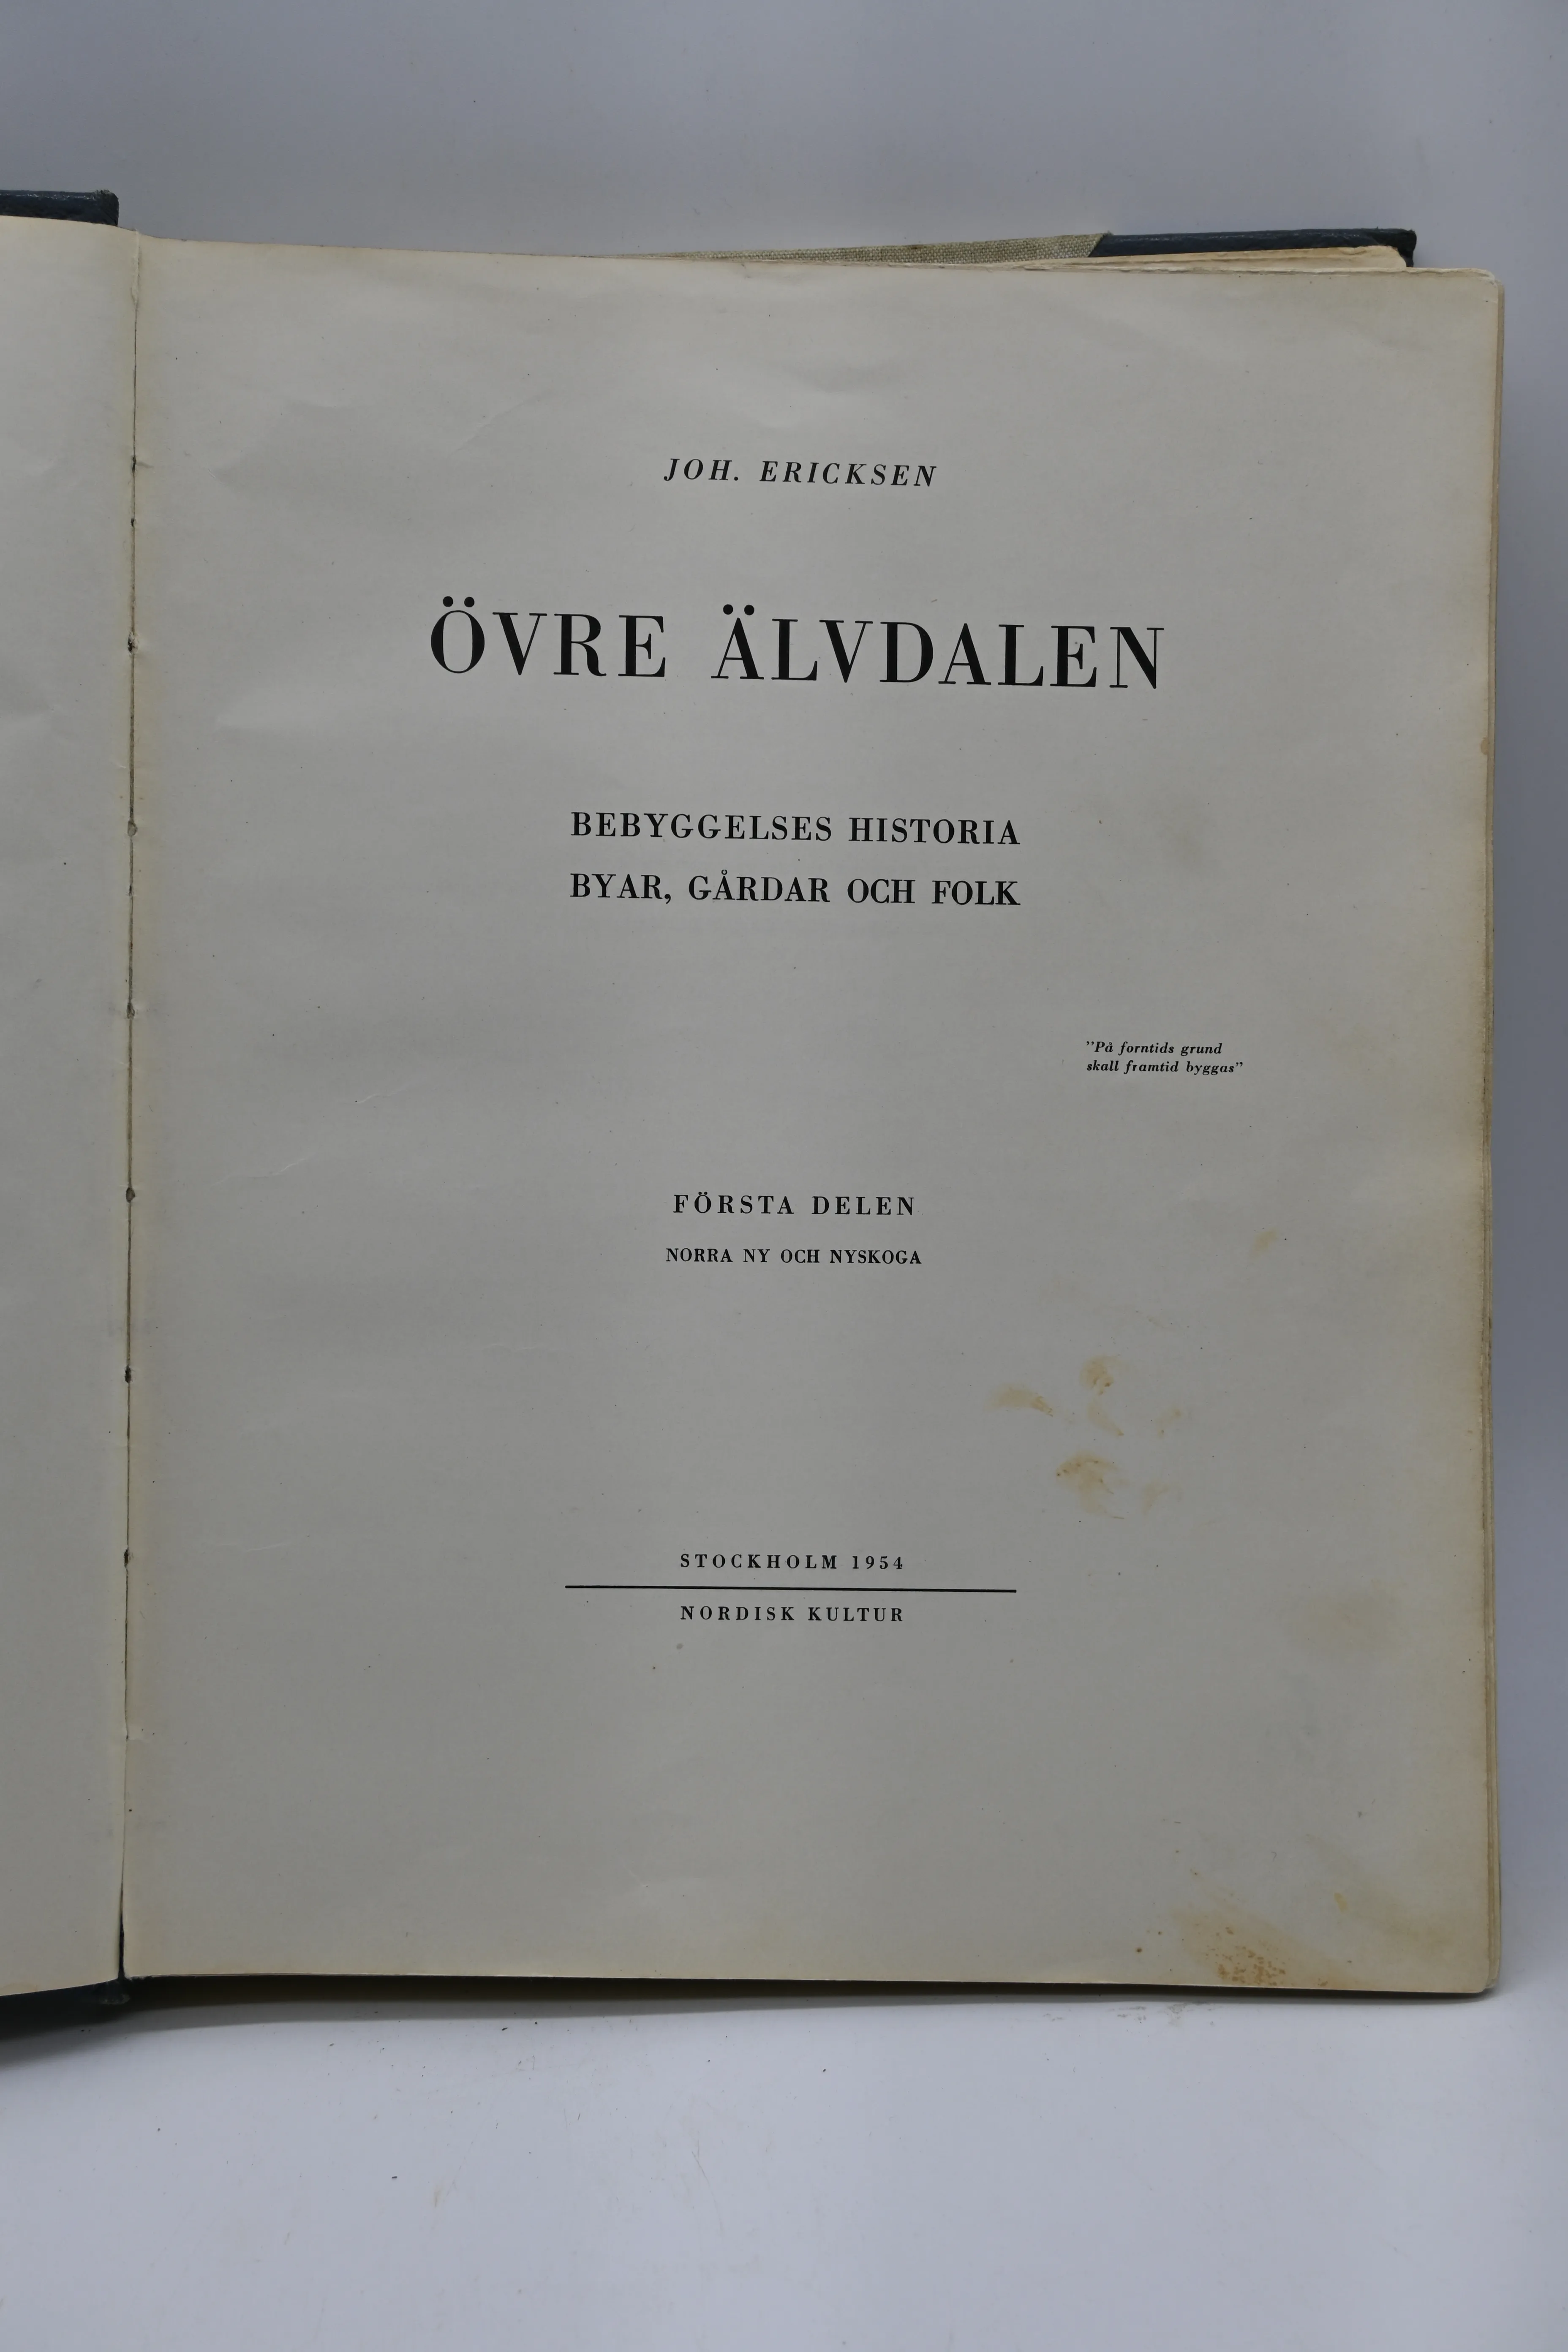 JOH. ERICKSEN
ÖVRE ÄLVDALEN
BEBYGGELSES HISTORIA
BYAR, GÅRDAR OCH FOLK
”På forntids grund
skall framtid byggas”
FÖRSTA DELEN
NORRA NY OCH NYSKOGA
STOCKHOLM 1954
NORDISK KULTUR